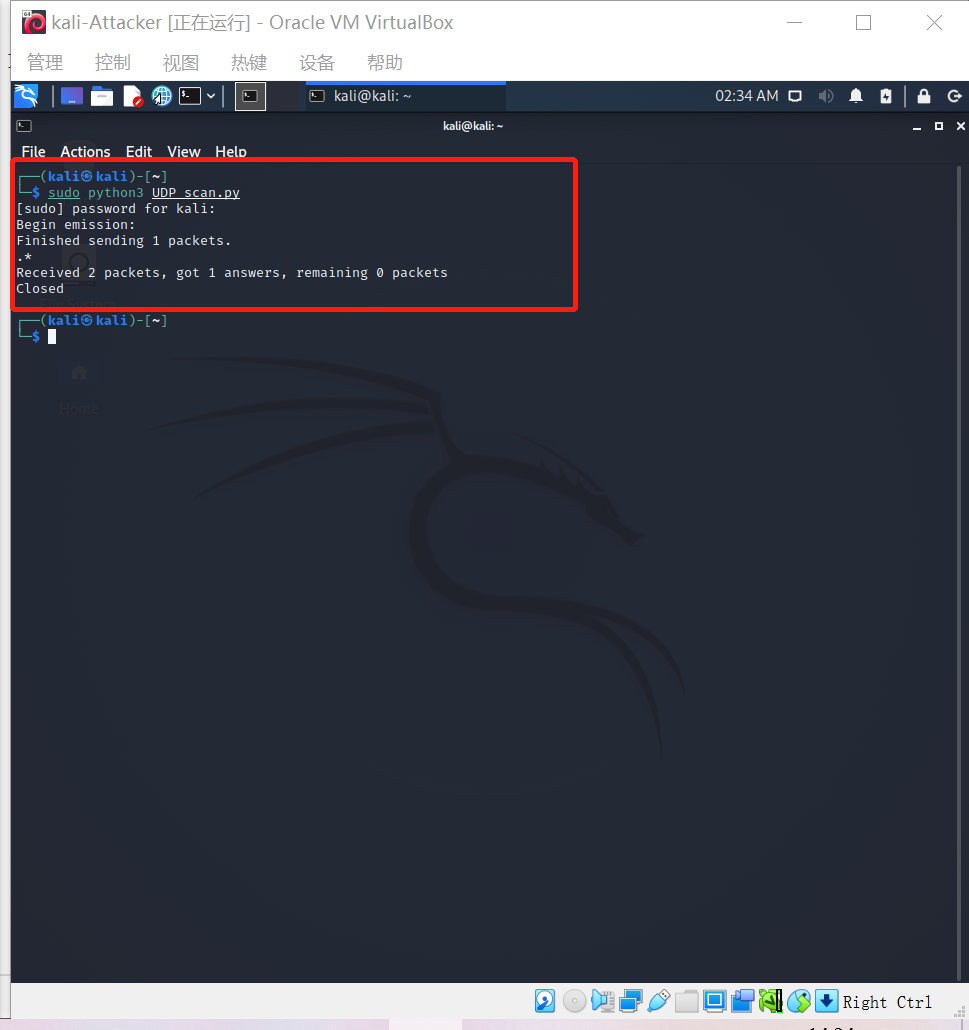 kali-Attacker [正在运行] - Oracle VM VirtualBox
管理 控制 视图 热键 设备 帮助
kali@kali: ~ 02:34 AM
kali@kali: ~
File Actions Edit View Help
┌──(kali㉿kali)-[~]
└─$ sudo python3 UDP_scan.py
[sudo] password for kali:
Begin emission:
Finished sending 1 packets.
.*
Received 2 packets, got 1 answers, remaining 0 packets
Closed
File System
┌──(kali㉿kali)-[~]
└─$
Home
Right Ctrl